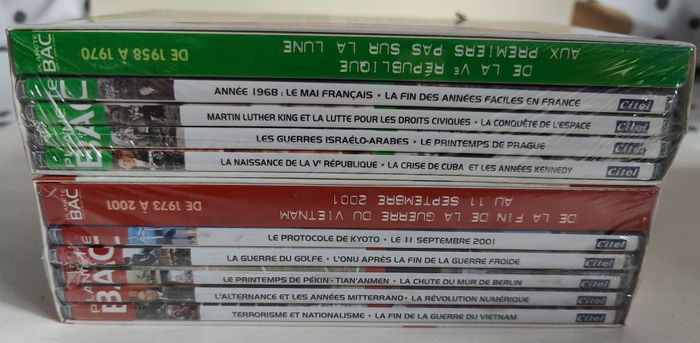 PLANÈTE
BAC
DE 1958 À 1970
DE LA Vᴱ RÉPUBLIQUE
AUX PREMIERS PAS SUR LA LUNE
ANNÉE 1968 : LE MAI FRANÇAIS • LA FIN DES ANNÉES FACILES EN FRANCE
Citel
MARTIN LUTHER KING ET LA LUTTE POUR LES DROITS CIVIQUES • LA CONQUÊTE DE L'ESPACE
Citel
LES GUERRES ISRAÉLO-ARABES • LE PRINTEMPS DE PRAGUE
Citel
LA NAISSANCE DE LA Vᴱ RÉPUBLIQUE • LA CRISE DE CUBA ET LES ANNÉES KENNEDY
Citel
BAC
PLANÈTE
BAC
DE 1973 À 2001
DE LA FIN DE LA GUERRE DU VIETNAM
AU 11 SEPTEMBRE 2001
LE PROTOCOLE DE KYOTO • LE 11 SEPTEMBRE 2001
Citel
LA GUERRE DU GOLFE • L'ONU APRÉS LA FIN DE LA GUERRE FROIDE
Citel
LE PRINTEMPS DE PÉKIN - TIAN'ANMEN • LA CHUTE DU MUR DE BERLIN
Citel
L'ALTERNANCE ET LES ANNÉES MITTERRAND • LA RÉVOLUTION NUMÉRIQUE
Citel
TERRORISME ET NATIONALISME • LA FIN DE LA GUERRE DU VIETNAM
Citel
BAC